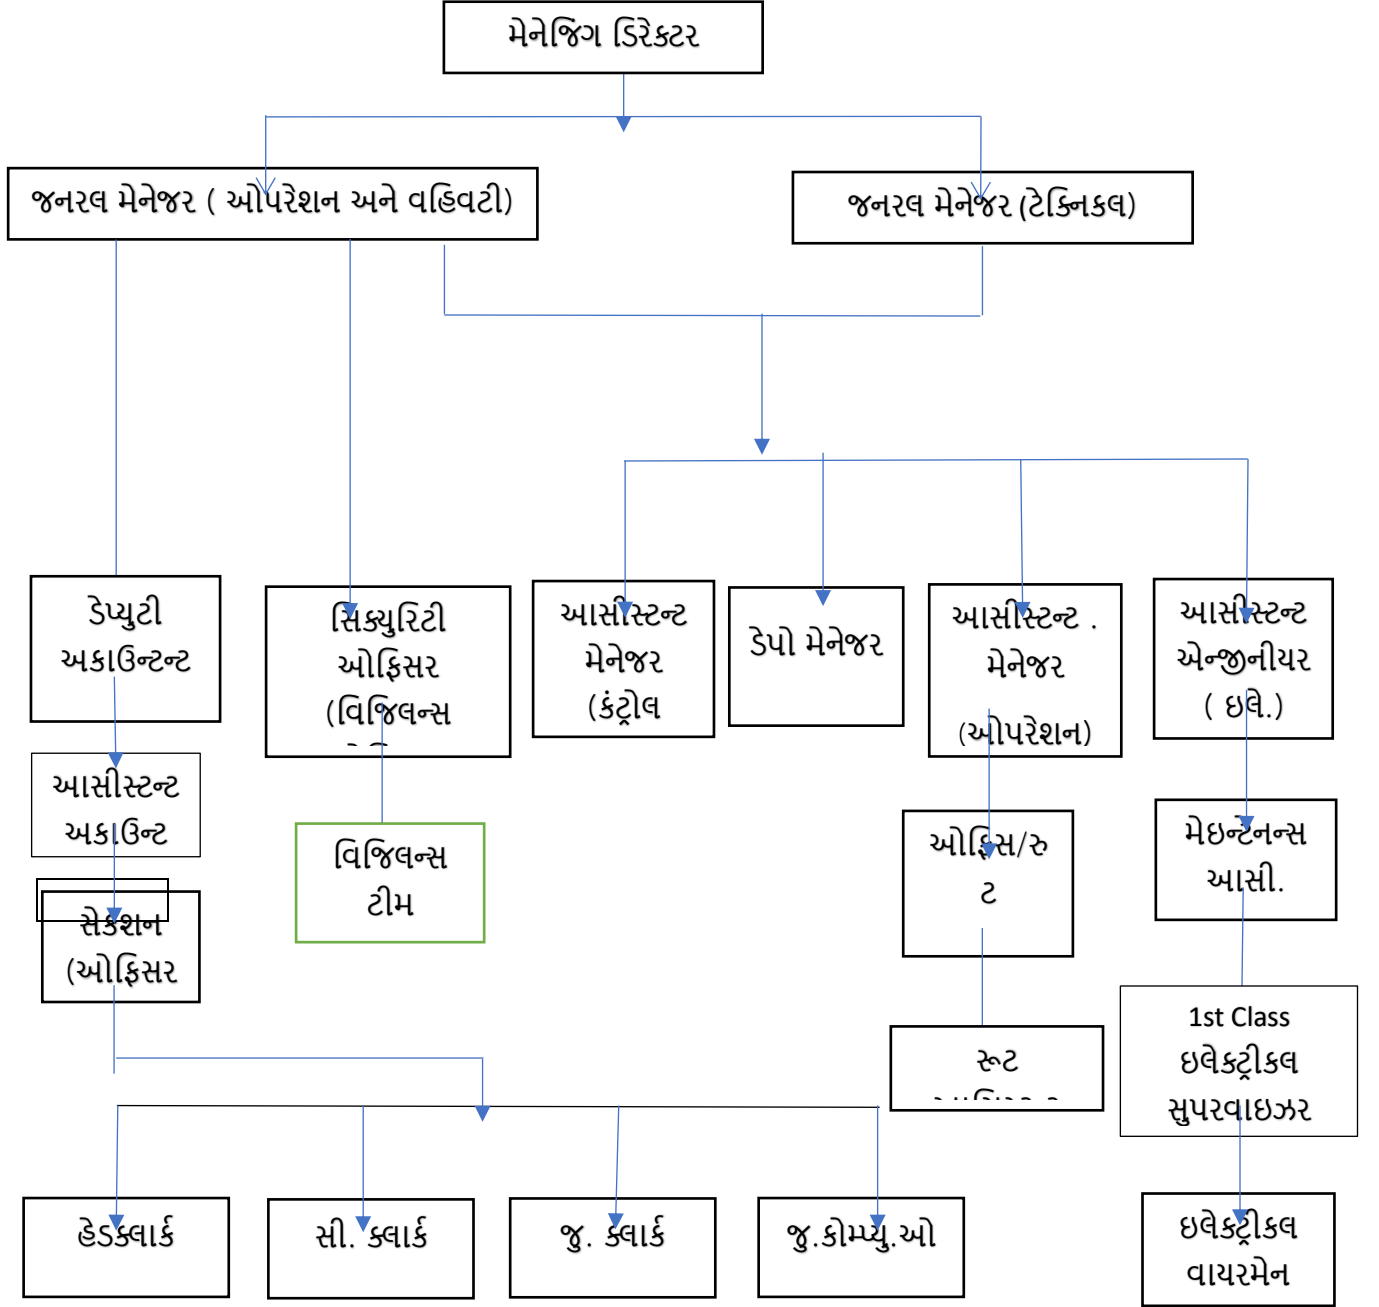 મેનેજિગ ડિરેક્ટર
જનરલ મેનેજર ( ઓપરેશન અને વહિવટી)
જનરલ મેનેજર (ટેક્નિકલ)
ડેપ્યુટી
અકાઉન્ટન્ટ
સિક્યુરિટી
ઓફિસર
(વિજિલન્સ
આસીસ્ટન્ટ
મેનેજર
(કંટ્રોલ
ડેપો મેનેજર
આસીસ્ટન્ટ .
મેનેજર
(ઓપરેશન)
આસીસ્ટન્ટ
એન્જીનીયર
( ઇલે.)
આસીસ્ટન્ટ
અકાઉન્ટ
વિજિલન્સ
ટીમ
ઓફિસ/રુ
ટ
મેઇન્ટેનન્સ
આસી.
સેકશન
(ઓફિસર
રૂટ
1st Class
ઇલેક્ટ્રીકલ
સુપરવાઇઝર
હેડક્લાર્ક
સી. ક્લાર્ક
જુ. ક્લાર્ક
જુ.કોમ્પ્યુ.ઓ
ઇલેક્ટ્રીકલ
વાયરમેન